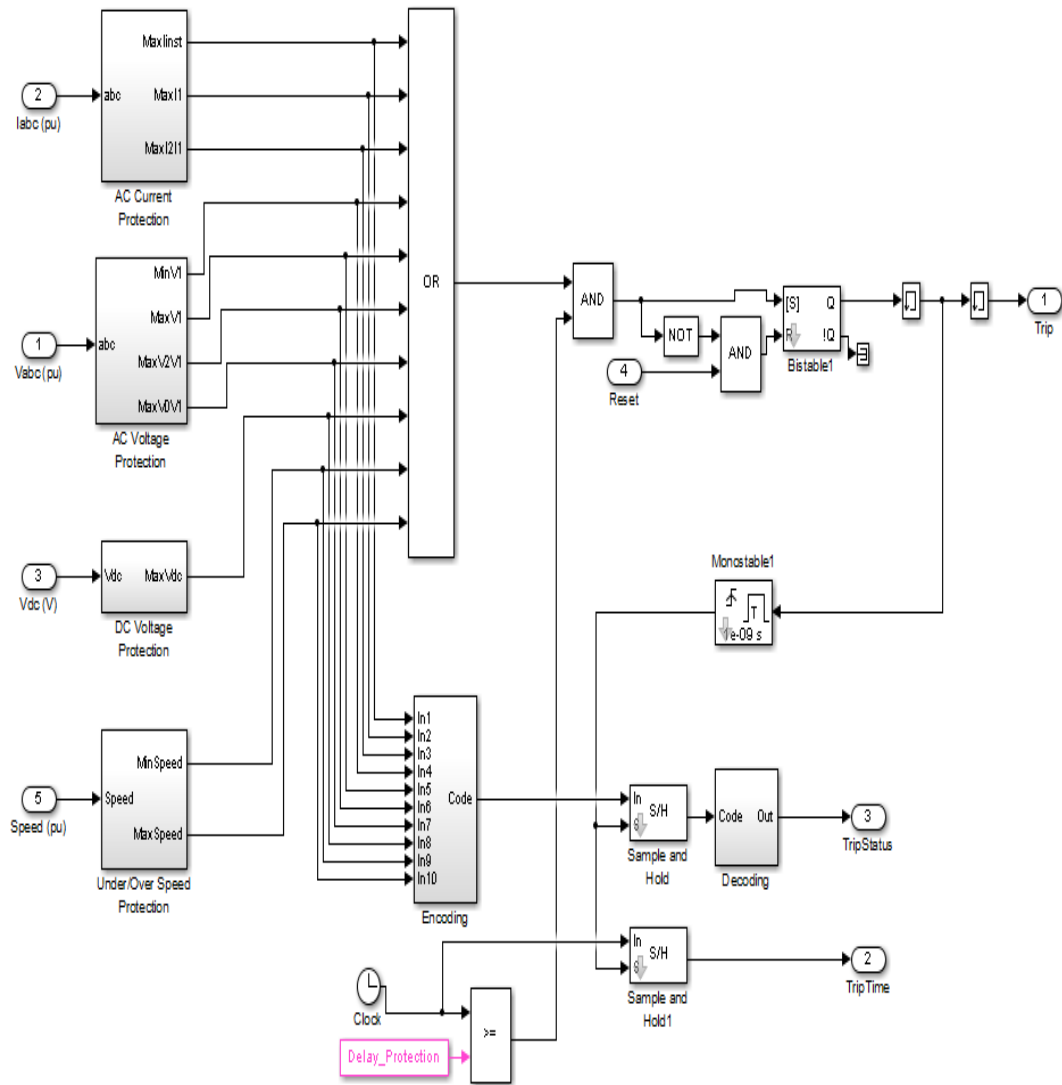 MaxIinst
2
abc
MaxI1
Iabc (pu)
MaxI2I1
AC Current
Protection
MinV1
MaxV1
1
abc
MaxV2V1
Vabc (pu)
MaxV0V1
AC Voltage
Protection
OR
AND
NOT
AND
4
Reset
[S]
Q
R
!Q
Bistable1
1
Trip
3
Vdc
MaxVdc
Vdc (V)
DC Voltage
Protection
Monostable1
T
1e-09 s
MinSpeed
5
Speed
Speed (pu)
MaxSpeed
Under/Over Speed
Protection
In1
In2
In3
In4
In5
In6
In7
In8
In9
In10
Code
Encoding
In
S/H
S
Sample and
Hold
Code
Out
Decoding
3
TripStatus
In
S/H
S
Sample and
Hold1
2
TripTime
Clock
>=
Delay_Protection